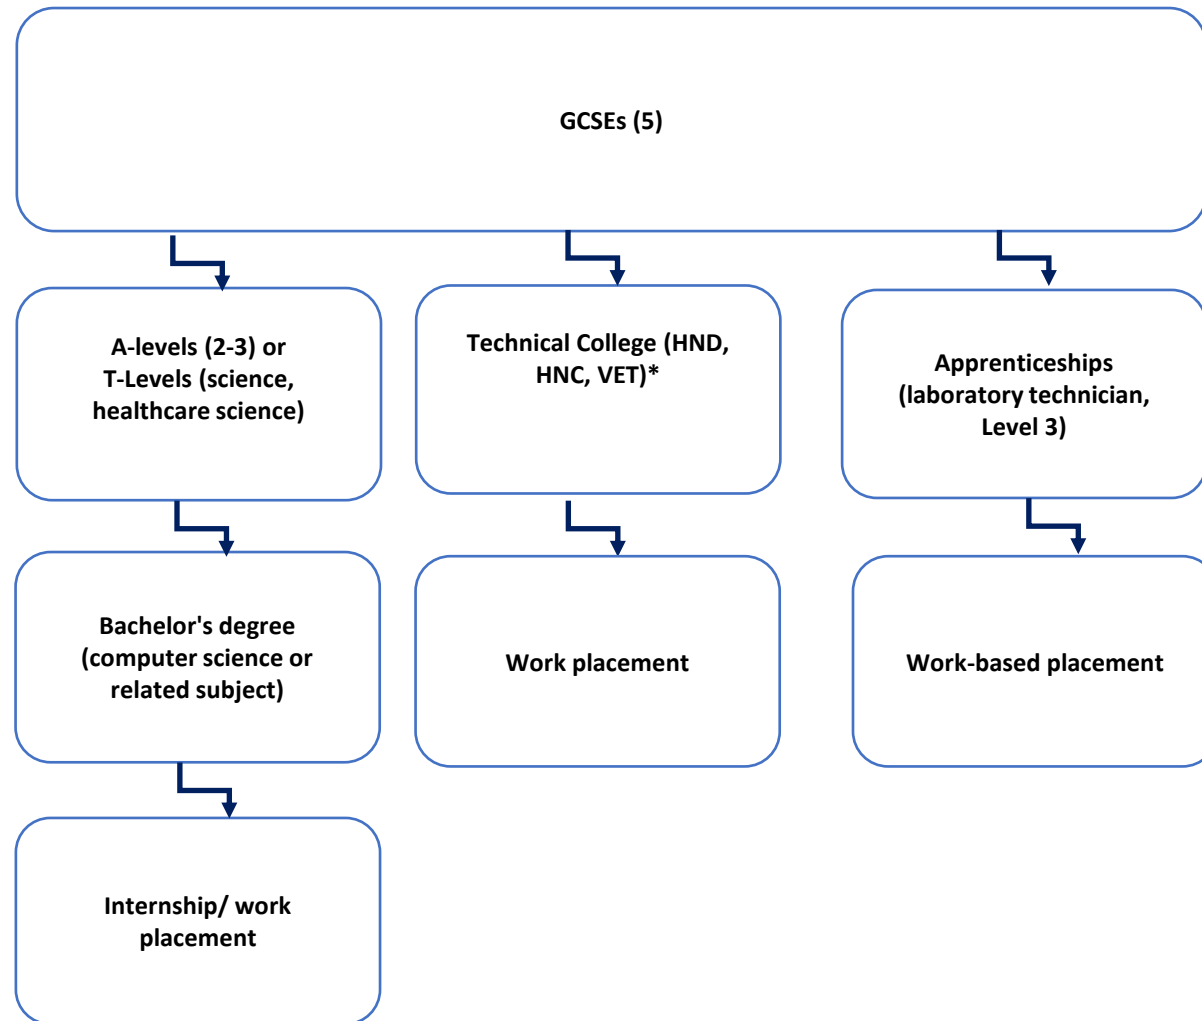 GCSEs (5)
A-levels (2-3) or
T-Levels (science,
healthcare science)
Technical College (HND,
HNC, VET)*
Apprenticeships
(laboratory technician,
Level 3)
Bachelor's degree
(computer science or
related subject)
Work placement
Work-based placement
Internship/ work
placement